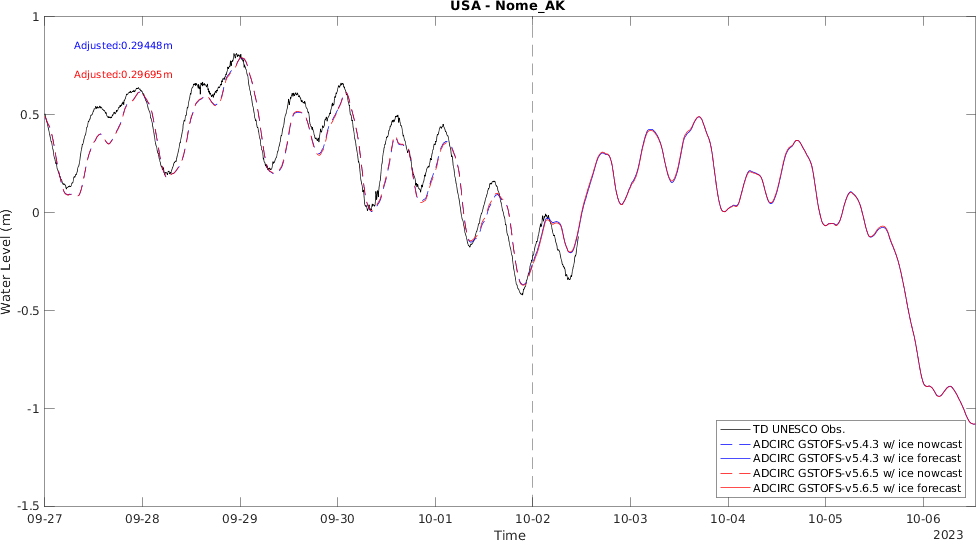 USA - Nome_AK
Adjusted:0.29448m
Adjusted:0.29695m
Water Level (m)
1
0.5
0
-0.5
-1
-1.5
TD UNESCO Obs.
ADCIRC GSTOFS-v5.4.3 w/ ice nowcast
ADCIRC GSTOFS-v5.4.3 w/ ice forecast
ADCIRC GSTOFS-v5.6.5 w/ ice nowcast
ADCIRC GSTOFS-v5.6.5 w/ ice forecast
09-27 09-28 09-29 09-30 10-01 10-02 10-03 10-04 10-05 10-06
Time
2023